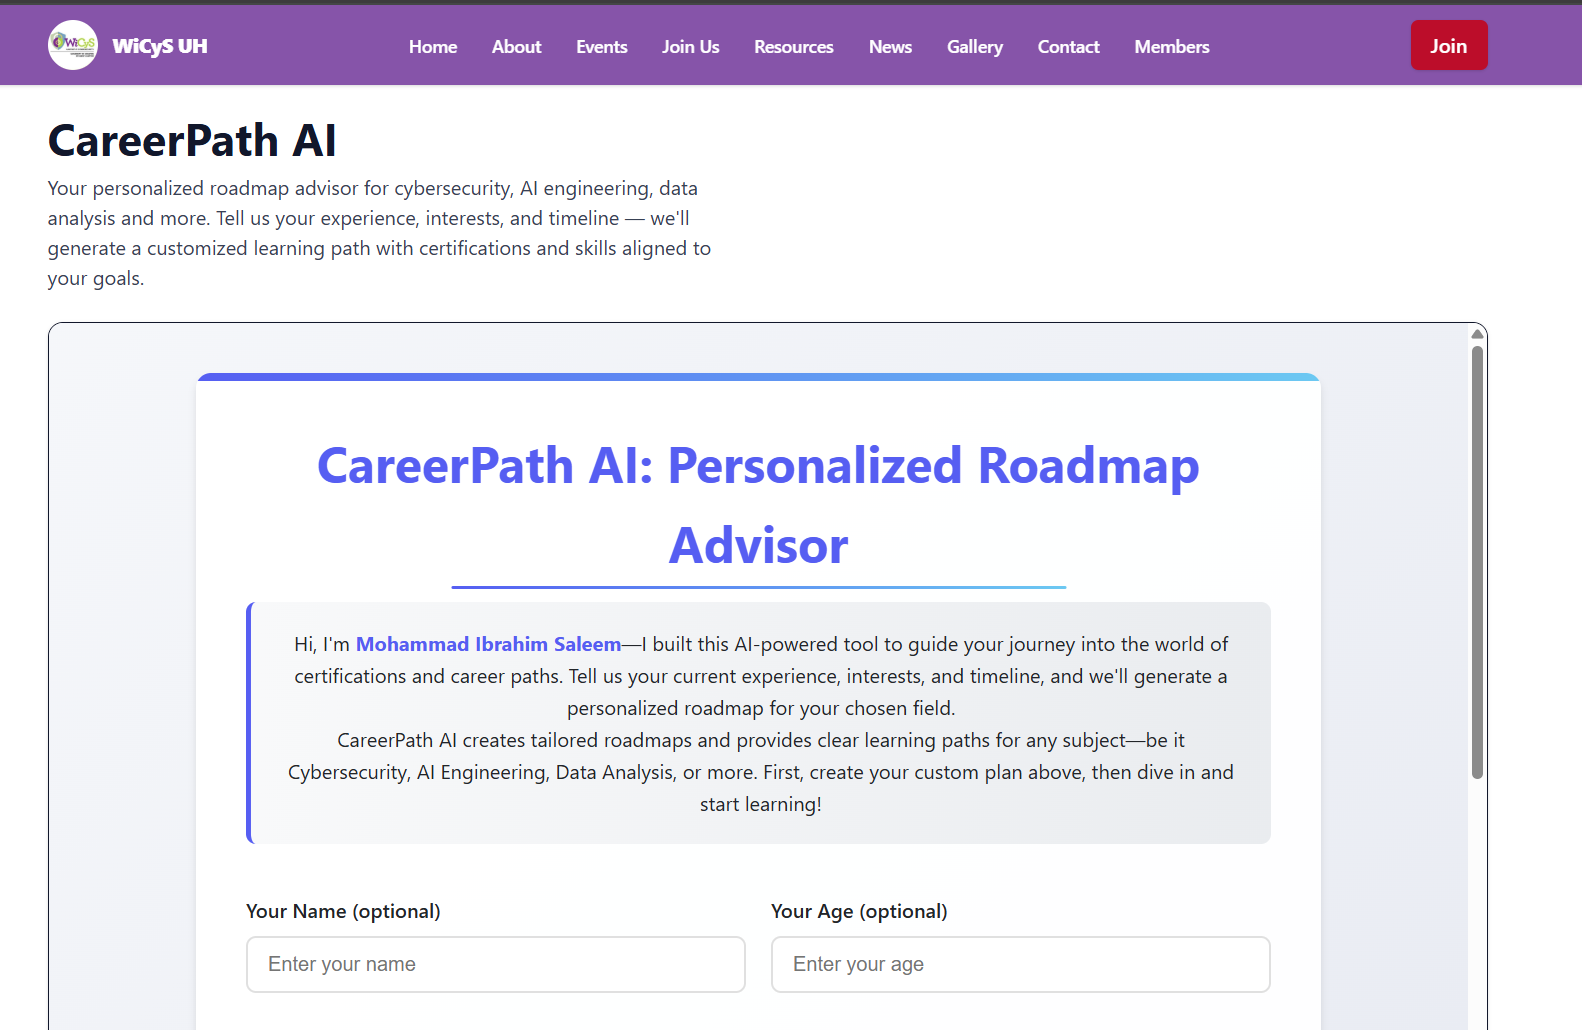 WiCyS
WiCyS UH
Home
About
Events
Join Us
Resources
News
Gallery
Contact
Members
Join
CareerPath AI
Your personalized roadmap advisor for cybersecurity, AI engineering, data
analysis and more. Tell us your experience, interests, and timeline — we'll
generate a customized learning path with certifications and skills aligned to
your goals.
CareerPath AI: Personalized Roadmap
Advisor
Hi, I'm Mohammad Ibrahim Saleem—I built this AI-powered tool to guide your journey into the world of
certifications and career paths. Tell us your current experience, interests, and timeline, and we'll generate a
personalized roadmap for your chosen field.
CareerPath AI creates tailored roadmaps and provides clear learning paths for any subject—be it
Cybersecurity, AI Engineering, Data Analysis, or more. First, create your custom plan above, then dive in and
start learning!
Your Name (optional)
Your Age (optional)
Enter your name
Enter your age